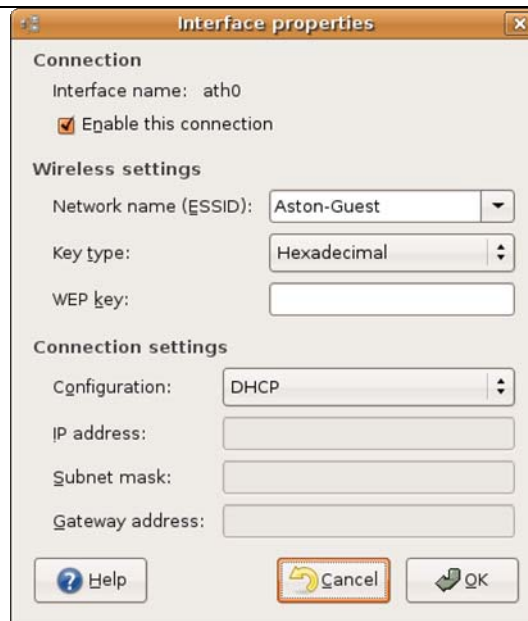 Interface properties
Connection
Interface name: ath0
Enable this connection
Wireless settings
Network name (ESSID): Aston-Guest
Key type: Hexadecimal
WEP key:
Connection settings
Configuration: DHCP
IP address:
Subnet mask:
Gateway address:
Help Cancel OK